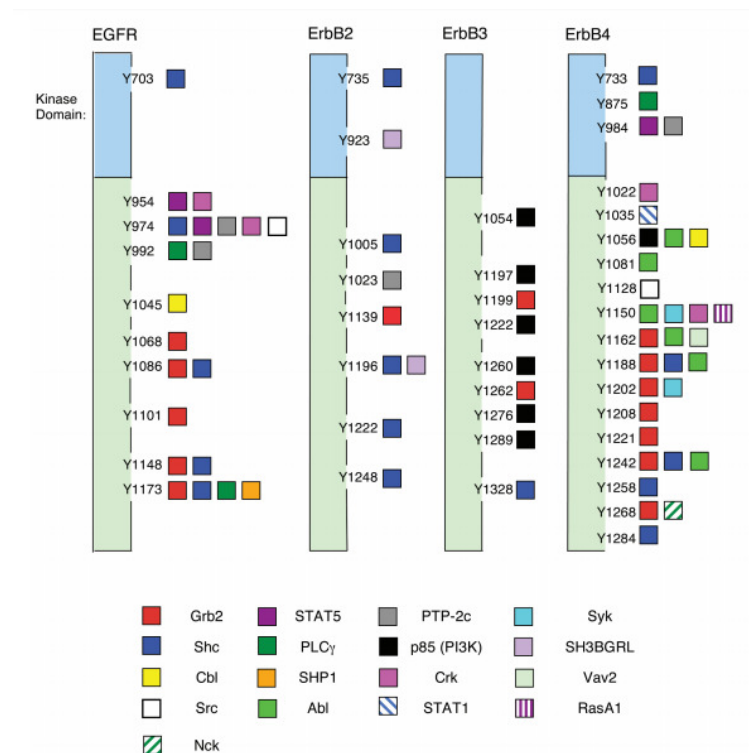 EGFR ErbB2 ErbB3 ErbB4
Kinase
Domain:
Y703
Y954
Y974
Y992
Y1045
Y1068
Y1086
Y1101
Y1148
Y1173
Y735
Y923
Y1005
Y1023
Y1139
Y1196
Y1222
Y1248
Y1054
Y1197
Y1199
Y1222
Y1260
Y1262
Y1276
Y1289
Y1328
Y733
Y875
Y984
Y1022
Y1035
Y1056
Y1081
Y1128
Y1150
Y1162
Y1188
Y1202
Y1208
Y1221
Y1242
Y1258
Y1268
Y1284
Grb2 STAT5 PTP-2c Syk
Shc PLCγ p85 (PI3K) SH3BGRL
Cbl SHP1 Crk Vav2
Src Abl STAT1 RasA1
Nck